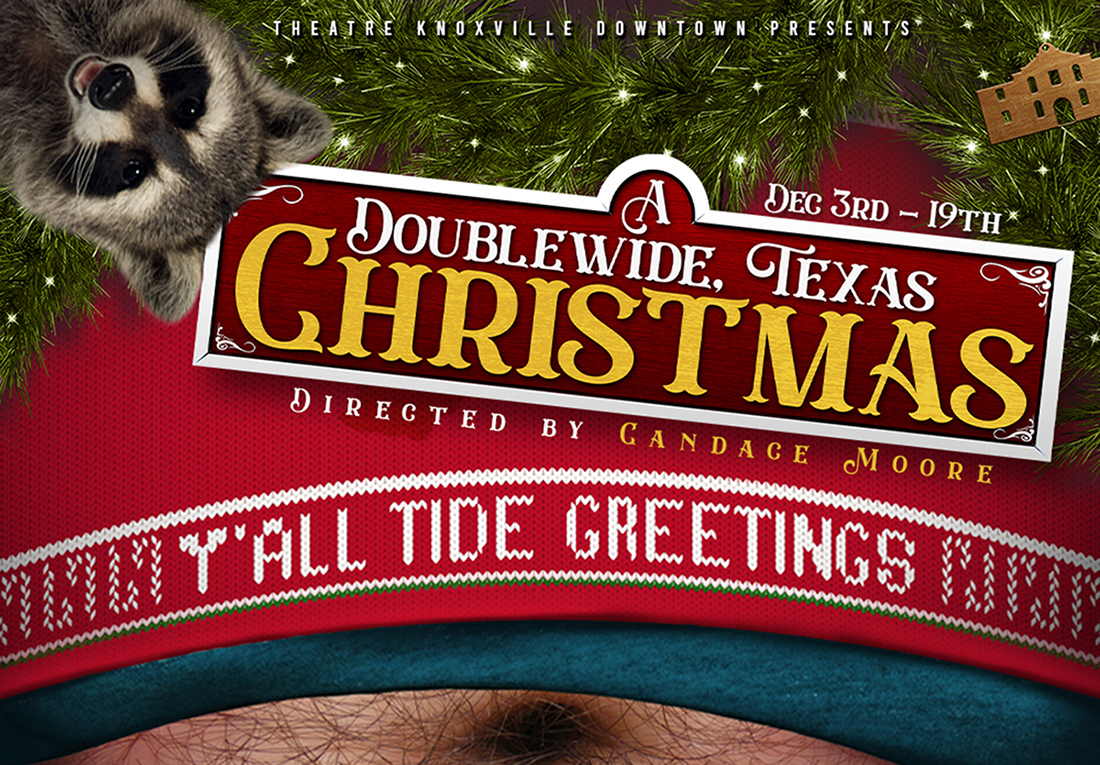 THEATRE KNOXVILLE DOWNTOWN PRESENTS
DEC 3RD – 19TH
A
DOUBLEWIDE, TEXAS
CHRISTMAS
DIRECTED BY CANDACE MOORE
Y'ALL TIDE GREETINGS